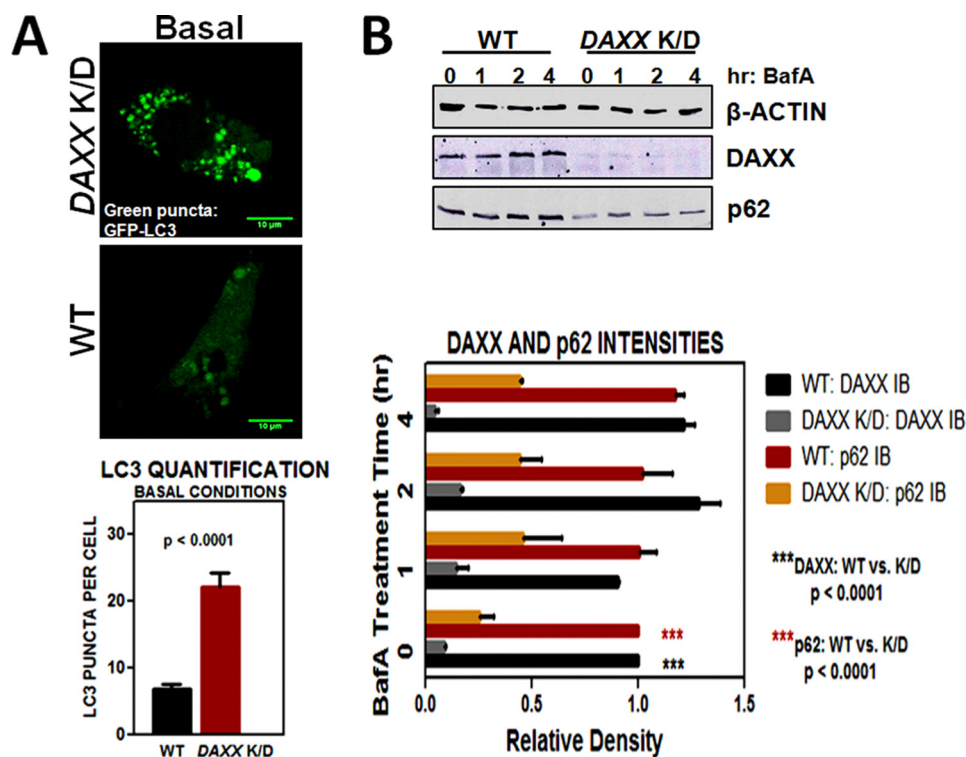 A
Basal
DAXX K/D
Green puncta:
GFP-LC3
10 µm
WT
10 µm
LC3 QUANTIFICATION
BASAL CONDITIONS
LC3 PUNCTA PER CELL
30
20
10
0
p < 0.0001
WT DAXX K/D
B
WT DAXX K/D
0 1 2 4 0 1 2 4 hr: BafA
β-ACTIN
DAXX
p62
DAXX AND p62 INTENSITIES
BafA Treatment Time (hr)
4
2
1
0
***
***
0.0 0.5 1.0 1.5
Relative Density
WT: DAXX IB
DAXX K/D: DAXX IB
WT: p62 IB
DAXX K/D: p62 IB
***DAXX: WT vs. K/D
p < 0.0001
***p62: WT vs. K/D
p < 0.0001